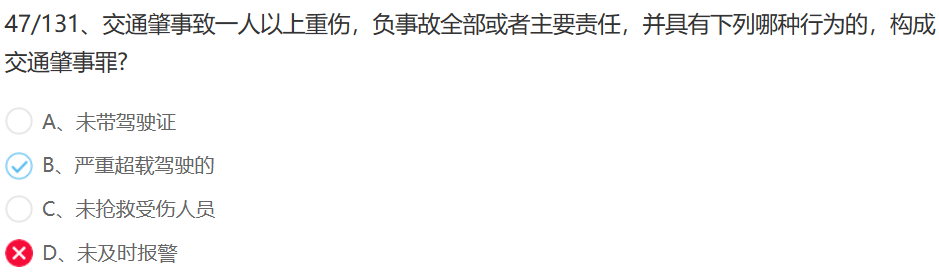 47/131、交通肇事致一人以上重伤，负事故全部或者主要责任，并具有下列哪种行为的，构成
交通肇事罪?
A、未带驾驶证
B、严重超载驾驶的
C、未抢救受伤人员
D、未及时报警